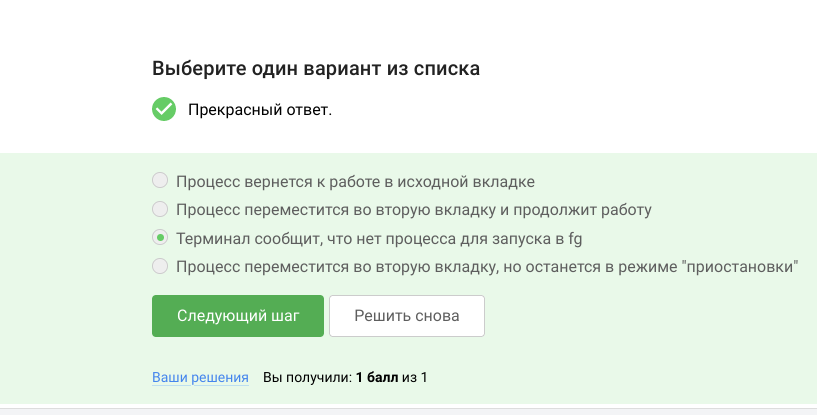 Выберите один вариант из списка
Прекрасный ответ.
Процесс вернется к работе в исходной вкладке
Процесс переместится во вторую вкладку и продолжит работу
Терминал сообщит, что нет процесса для запуска в fg
Процесс переместится во вторую вкладку, но останется в режиме "приостановки"
Следующий шаг Решить снова
Ваши решения Вы получили: 1 балл из 1